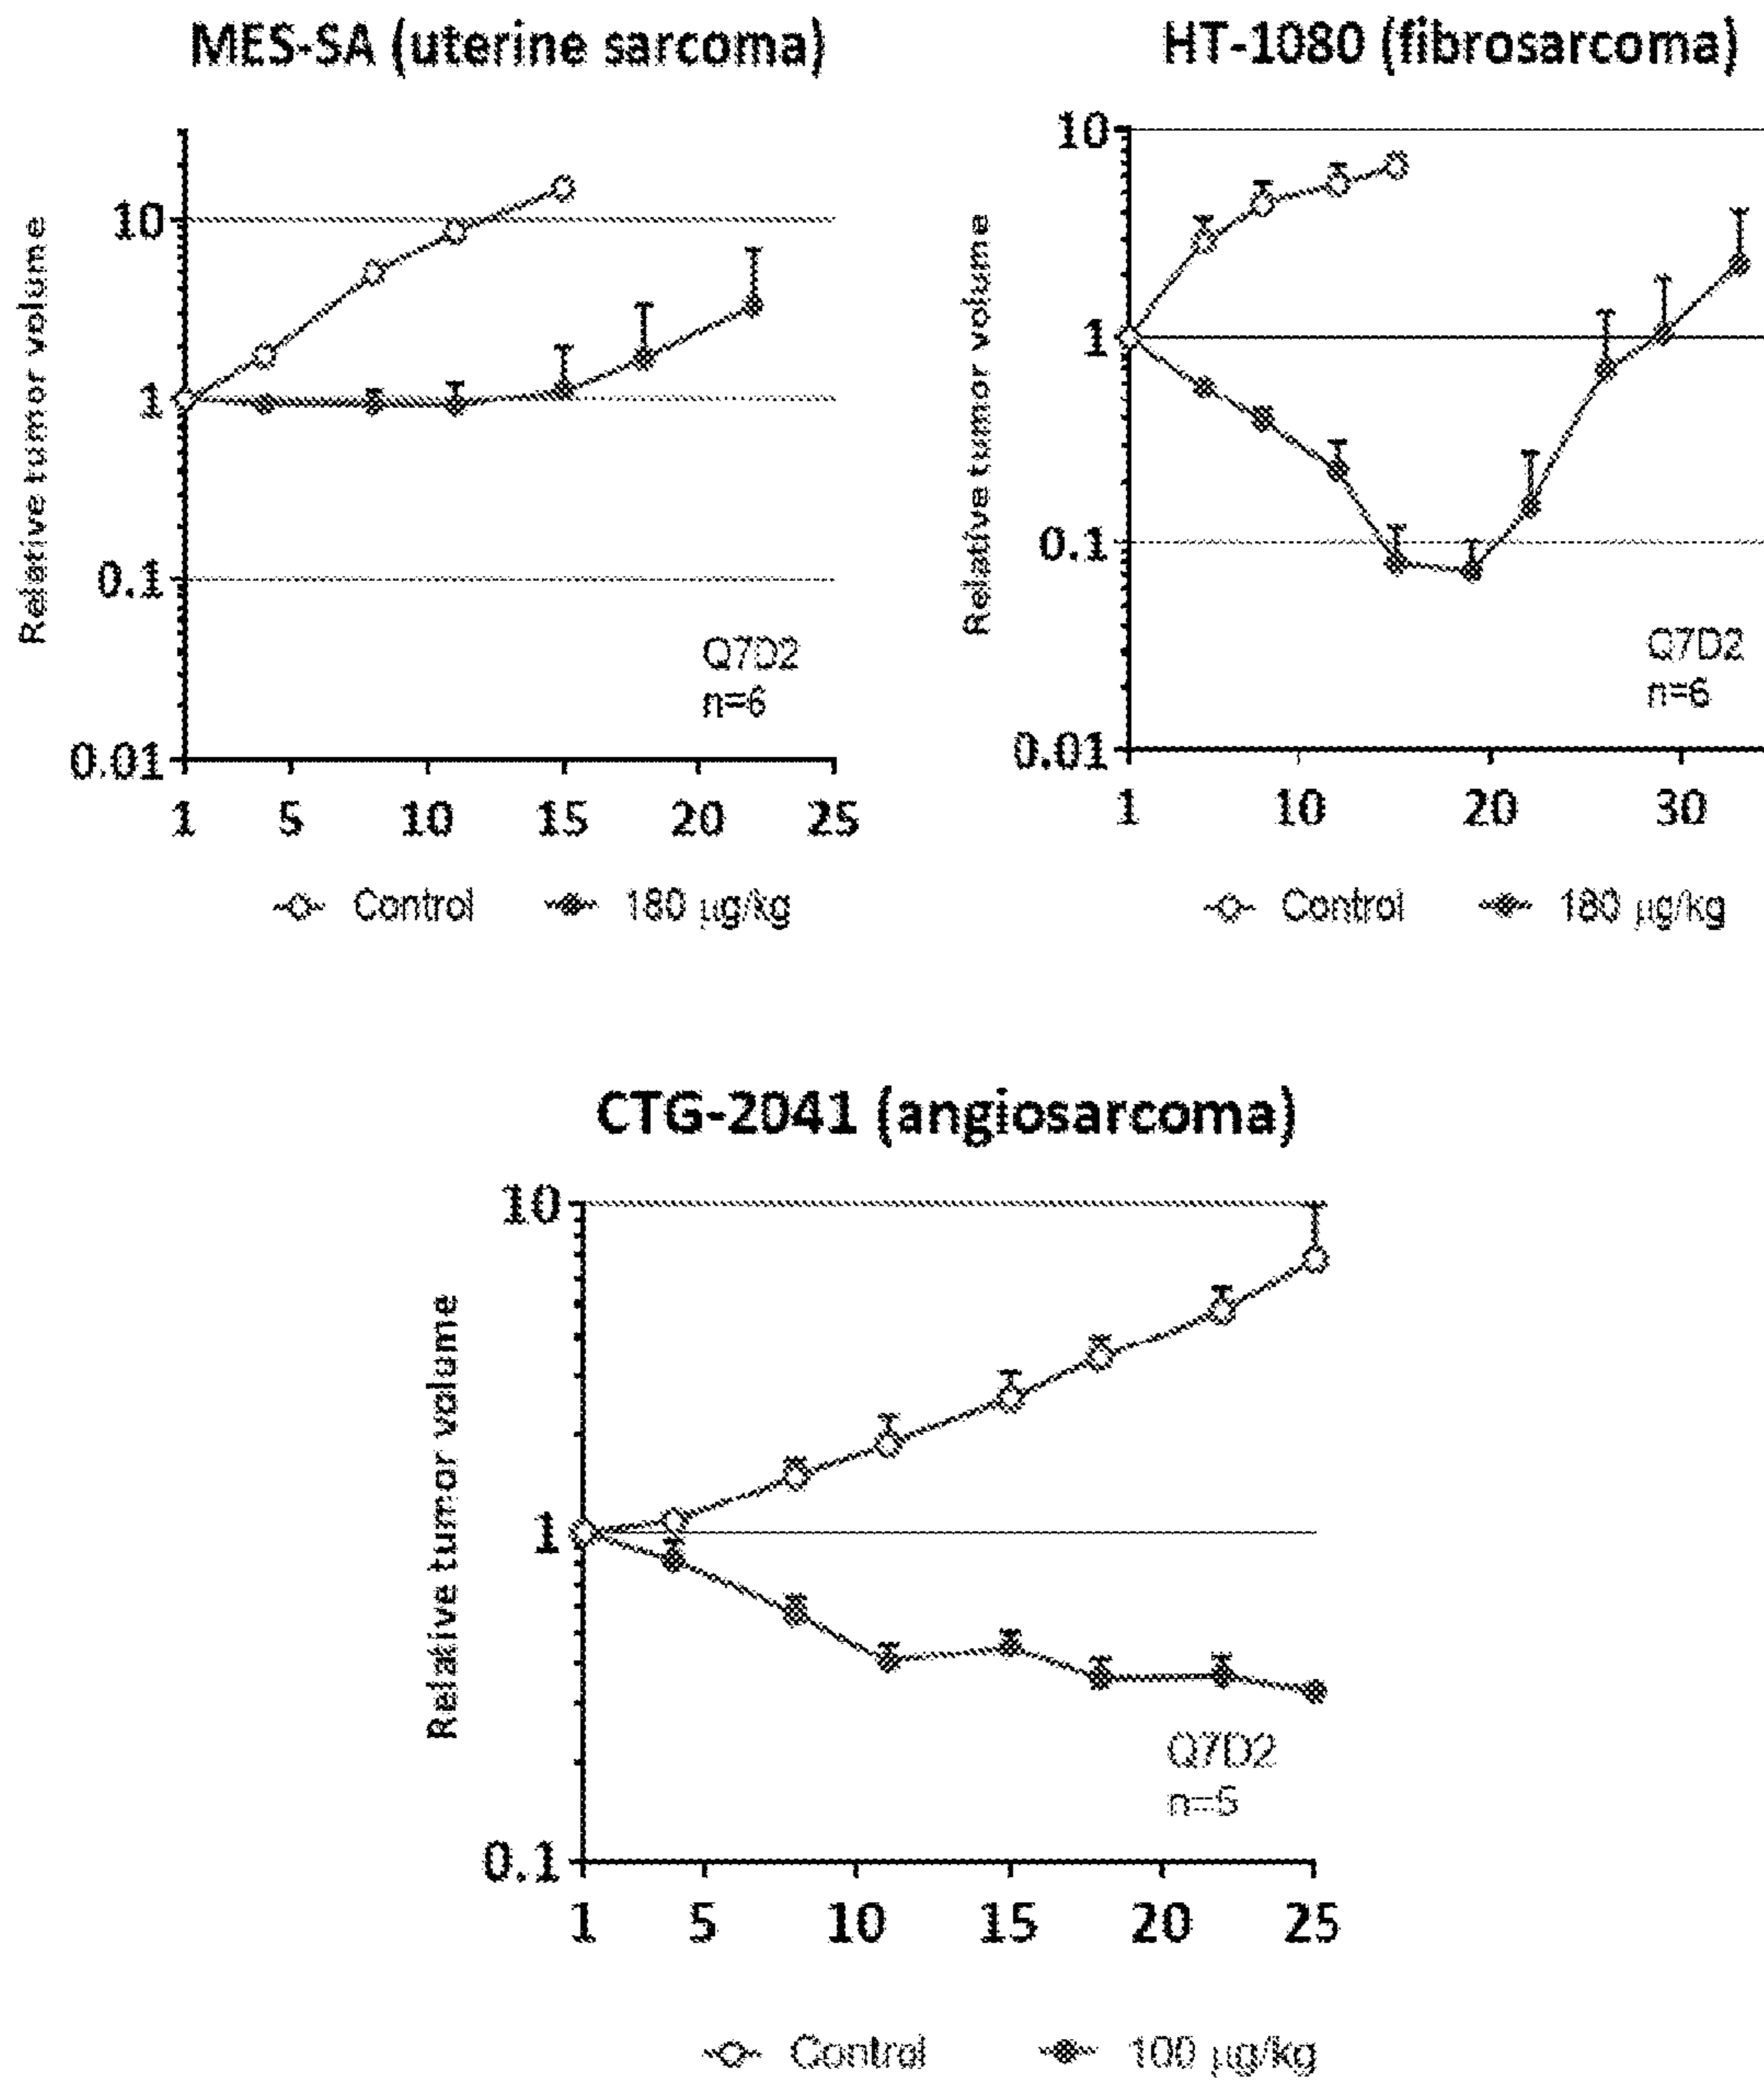 MES-SA (uterine sarcoma)
Relative tumor volume
10
1
0.1
0.01
Q7D2
n=6
1 5 10 15 20 25
Control 180 µg/kg
HT-1080 (fibrosarcoma)
Relative tumor volume
10
1
0.1
0.01
Q7D2
n=6
1 10 20 30
Control 180 µg/kg
CTG-2041 (angiosarcoma)
Relative tumor volume
10
1
0.1
Q7D2
n=5
1 5 10 15 20 25
Control 100 µg/kg